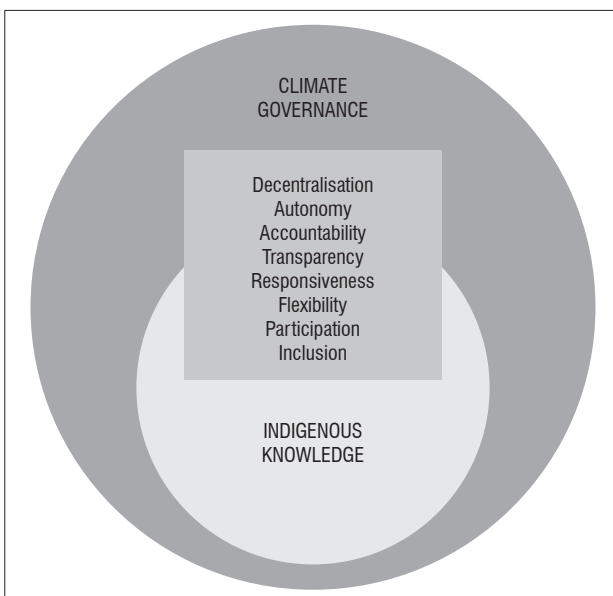 CLIMATE
GOVERNANCE
Decentralisation
Autonomy
Accountability
Transparency
Responsiveness
Flexibility
Participation
Inclusion
INDIGENOUS
KNOWLEDGE